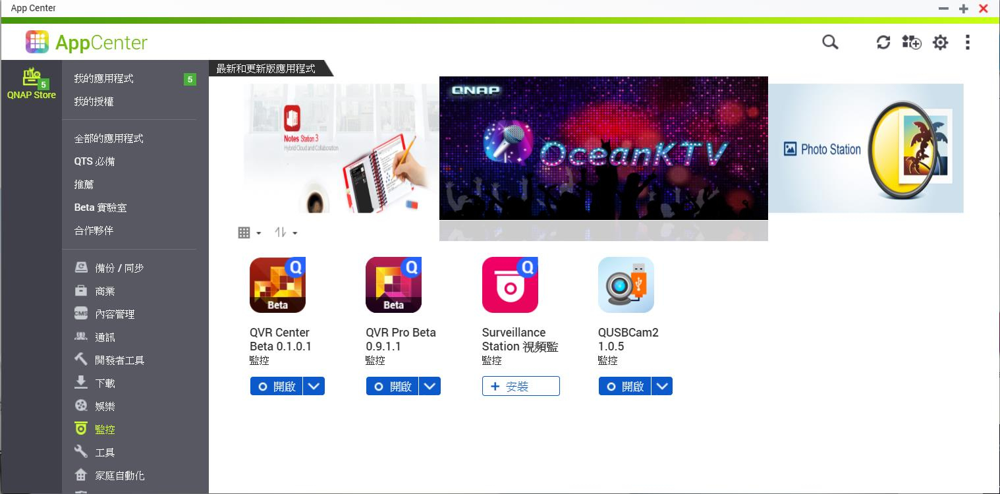 App Center
AppCenter
5
QNAP Store
我的應用程式 5
我的授權
全部的應用程式
QTS 必備
推薦
Beta 實驗室
合作夥伴
備份 / 同步
商業
CMS 內容管理
通訊
開發者工具
下載
娛樂
監控
工具
家庭自動化
最新和更新版應用程式
Notes Station 3
Hybrid Cloud and Collaboration
QNAP
OceanKTV
Photo Station
Q
Beta
QVR Center
Beta 0.1.0.1
監控
開啟
Q
Beta
QVR Pro Beta
0.9.1.1
監控
開啟
Q
Surveillance
Station 視頻監
監控
+ 安裝
QUSBCam2
1.0.5
監控
開啟